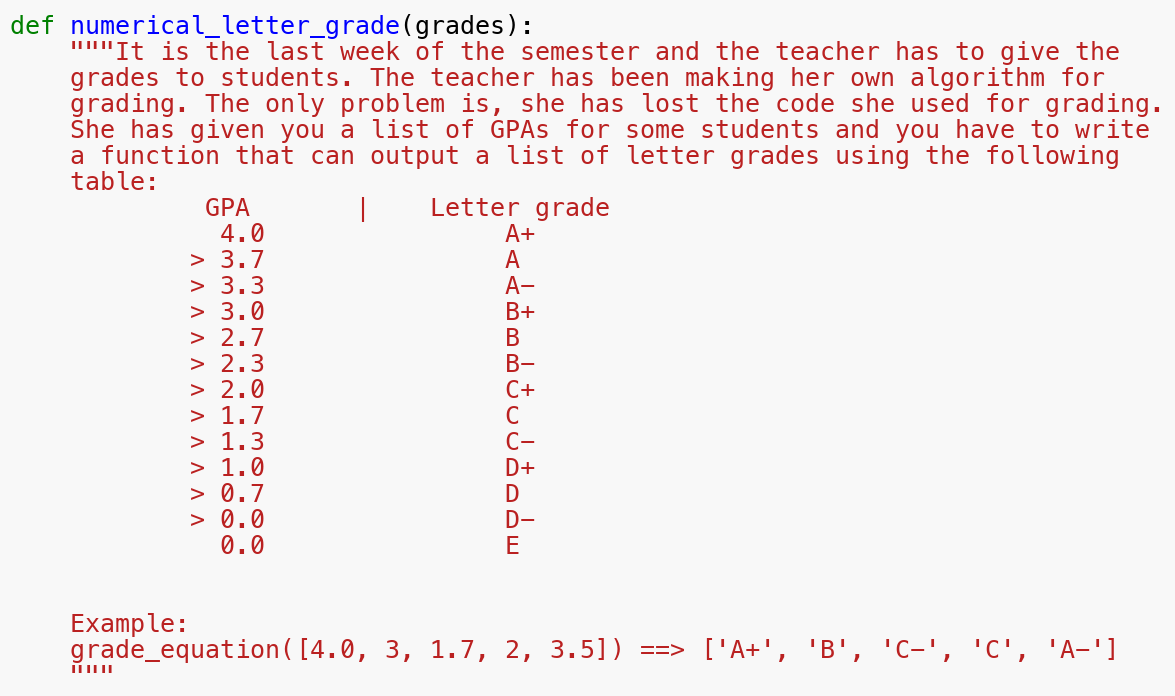 def numerical_letter_grade(grades):
    """It is the last week of the semester and the teacher has to give the
    grades to students. The teacher has been making her own algorithm for
    grading. The only problem is, she has lost the code she used for grading.
    She has given you a list of GPAs for some students and you have to write
    a function that can output a list of letter grades using the following
    table:
             GPA       |    Letter grade
              4.0                A+
            > 3.7                A
            > 3.3                A-
            > 3.0                B+
            > 2.7                B
            > 2.3                B-
            > 2.0                C+
            > 1.7                C
            > 1.3                C-
            > 1.0                D+
            > 0.7                D
            > 0.0                D-
              0.0                E
    Example:
    grade_equation([4.0, 3, 1.7, 2, 3.5]) ==> ['A+', 'B', 'C-', 'C', 'A-']
    """